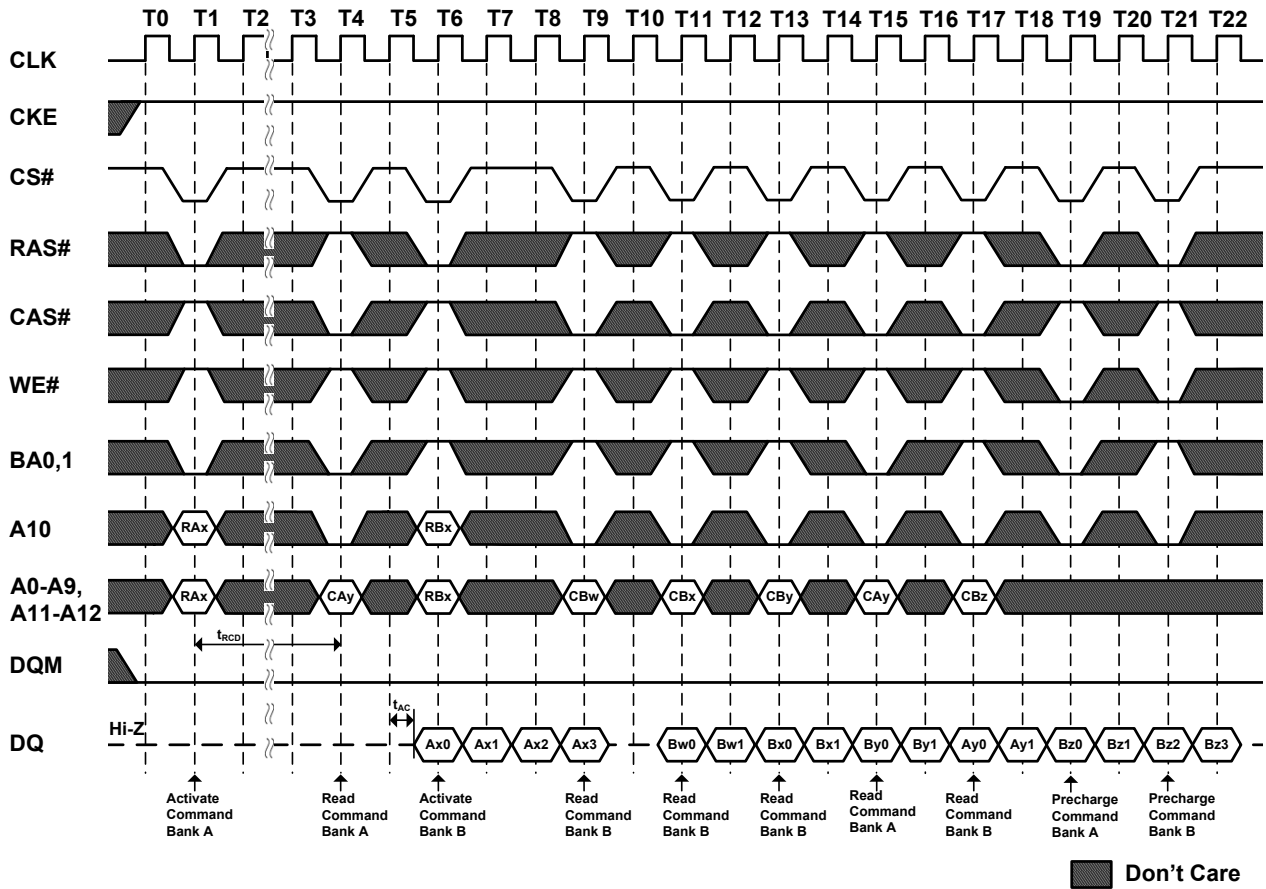 T0 T1 T2 T3 T4 T5 T6 T7 T8 T9 T10 T11 T12 T13 T14 T15 T16 T17 T18 T19 T20 T21 T22
CLK
CKE
CS#
RAS#
CAS#
WE#
BA0,1
A10
RAx RBx
A0-A9,
A11-A12
RAx CAy RBx CBw CBx CBy CAy CBz
tRCD
DQM
tAC
Hi-Z
DQ
Ax0 Ax1 Ax2 Ax3 Bw0 Bw1 Bx0 Bx1 By0 By1 Ay0 Ay1 Bz0 Bz1 Bz2 Bz3
Activate
Command
Bank A
Read
Command
Bank A
Activate
Command
Bank B
Read
Command
Bank B
Read
Command
Bank B
Read
Command
Bank B
Read
Command
Bank A
Read
Command
Bank B
Precharge
Command
Bank A
Precharge
Command
Bank B
Don't Care